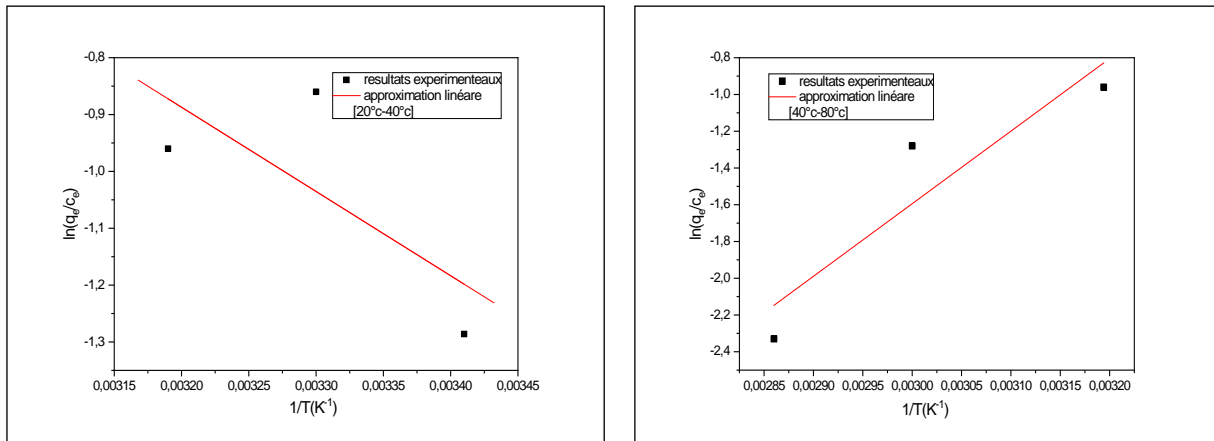 -0,8
-0,9
-1,0
-1,1
-1,2
-1,3
ln(qe/ce)
resultats experimenteaux
approximation linéare
[20°c-40°c]
0,00315 0,00320 0,00325 0,00330 0,00335 0,00340 0,00345
1/T(K-1)
-0,8
-1,0
-1,2
-1,4
-1,6
-1,8
-2,0
-2,2
-2,4
ln(qe/ce)
resultats experimenteaux
approximation linéare
[40°c-80°c]
0,00285 0,00290 0,00295 0,00300 0,00305 0,00310 0,00315 0,00320
1/T(K-1)